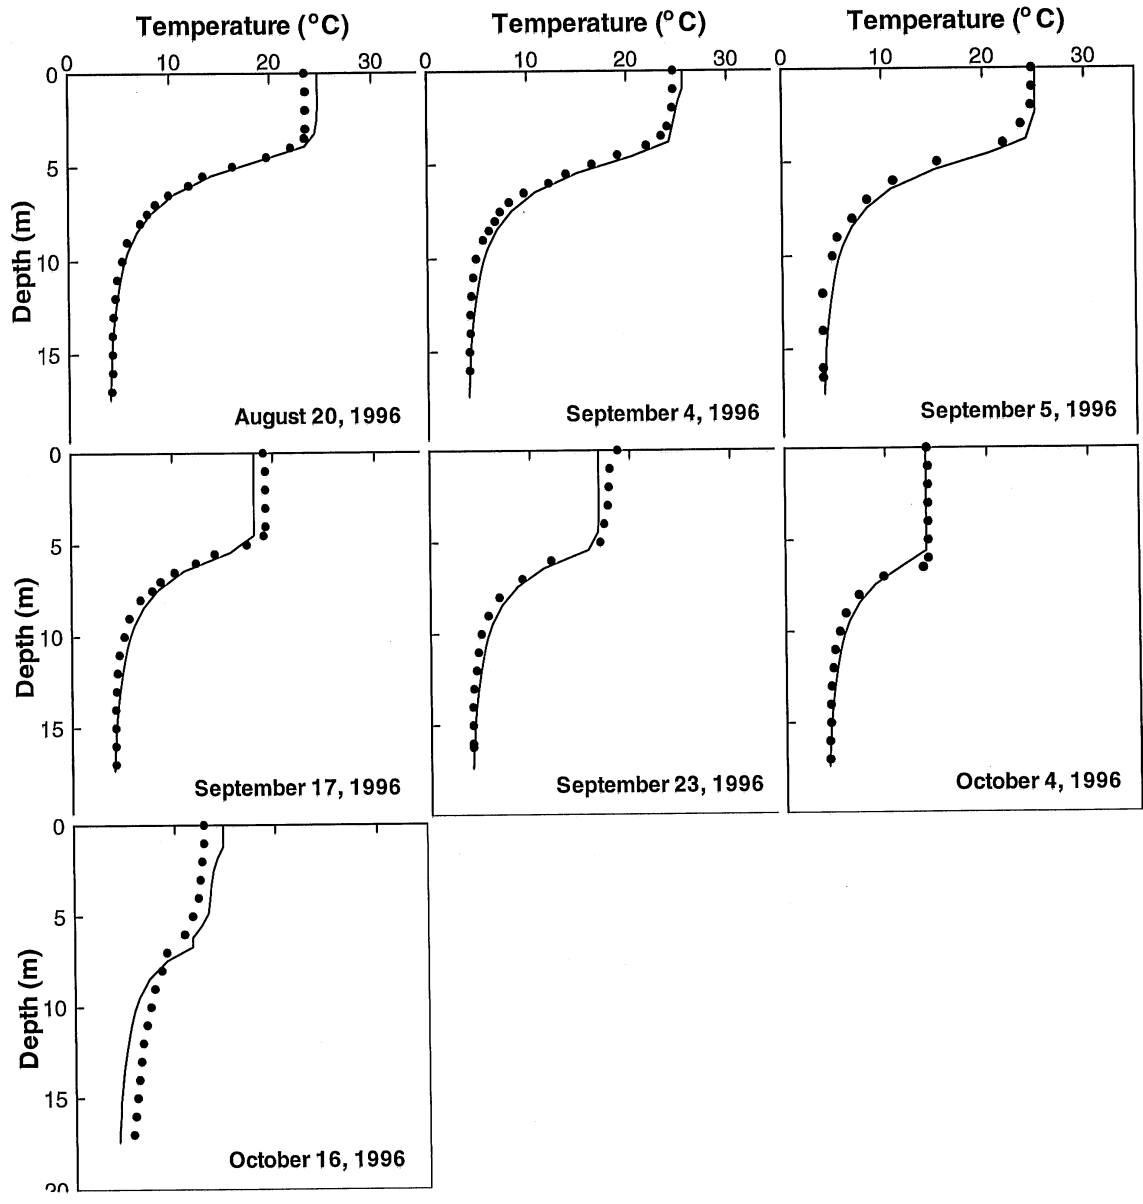 Temperature (°C) Temperature (°C) Temperature (°C)
0 10 20 30 0 10 20 30 0 10 20 30
0
5
10
15
Depth (m)
August 20, 1996 September 4, 1996 September 5, 1996
0
5
10
15
Depth (m)
September 17, 1996 September 23, 1996 October 4, 1996
0
5
10
15
20
Depth (m)
October 16, 1996